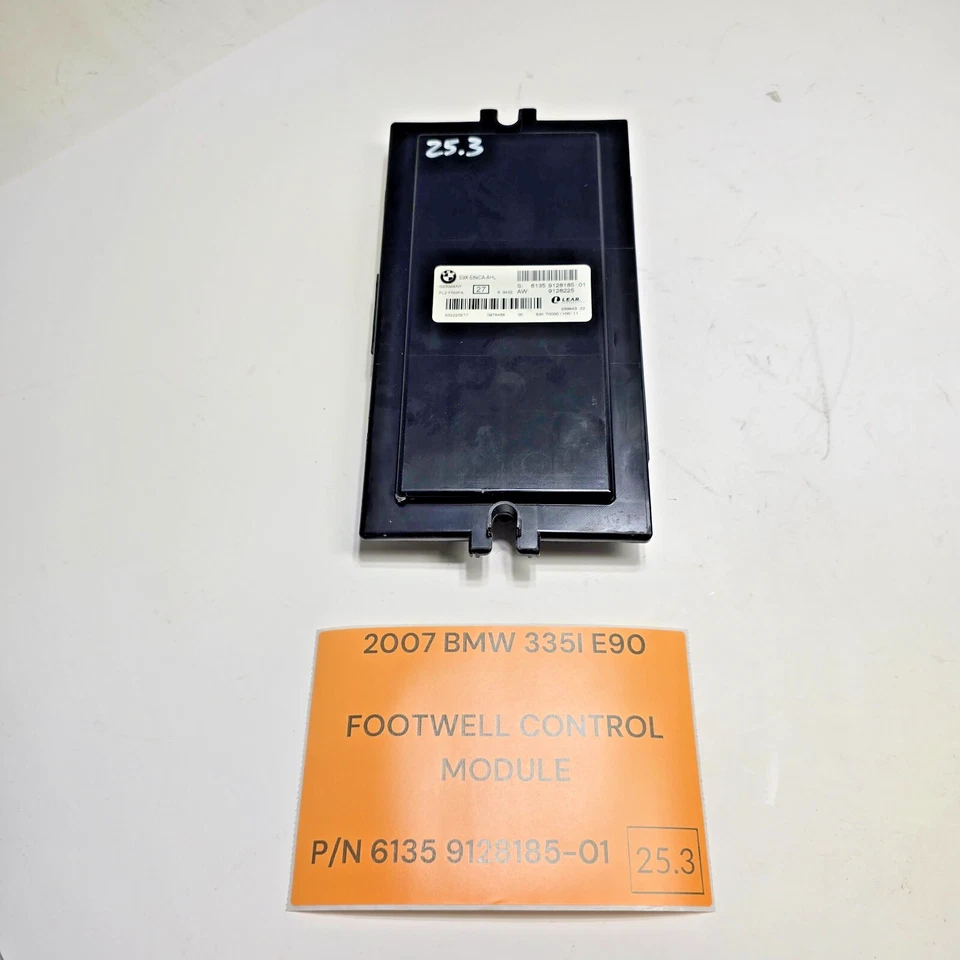 25.3
GERMANY
27
S: 6135 9128185-01
AW: 9128225
LEAR
2007 BMW 335I E90
FOOTWELL CONTROL
MODULE
P/N 6135 9128185-01
25.3